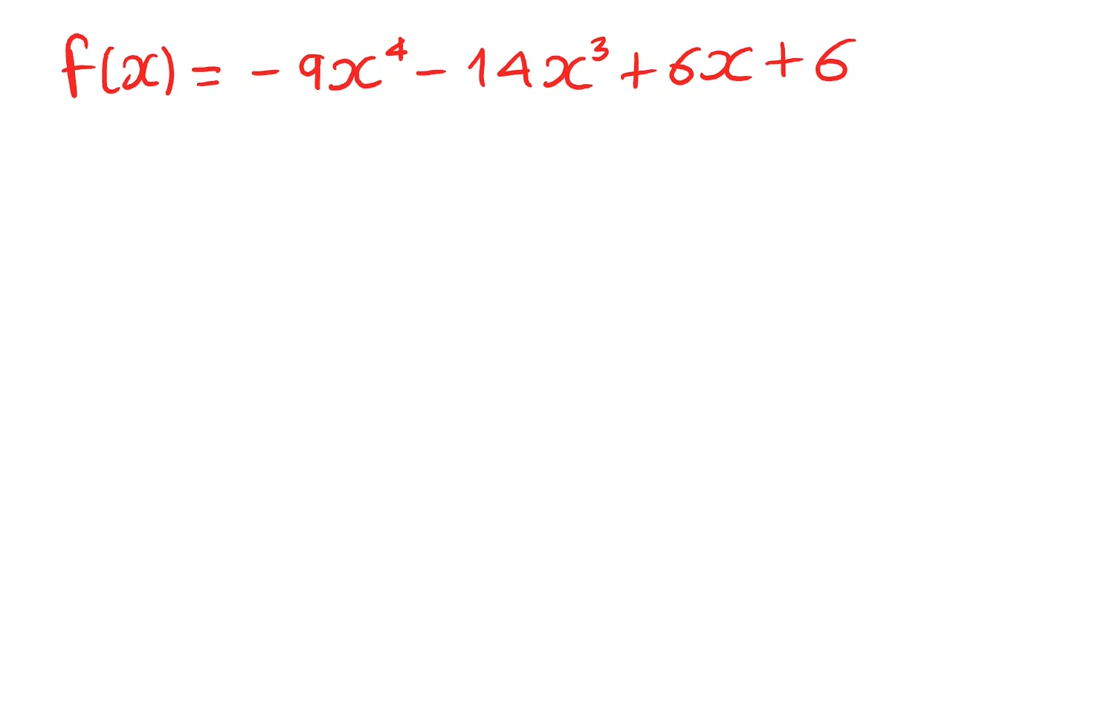 f(x) = - 9x⁴ - 14x³ + 6x + 6